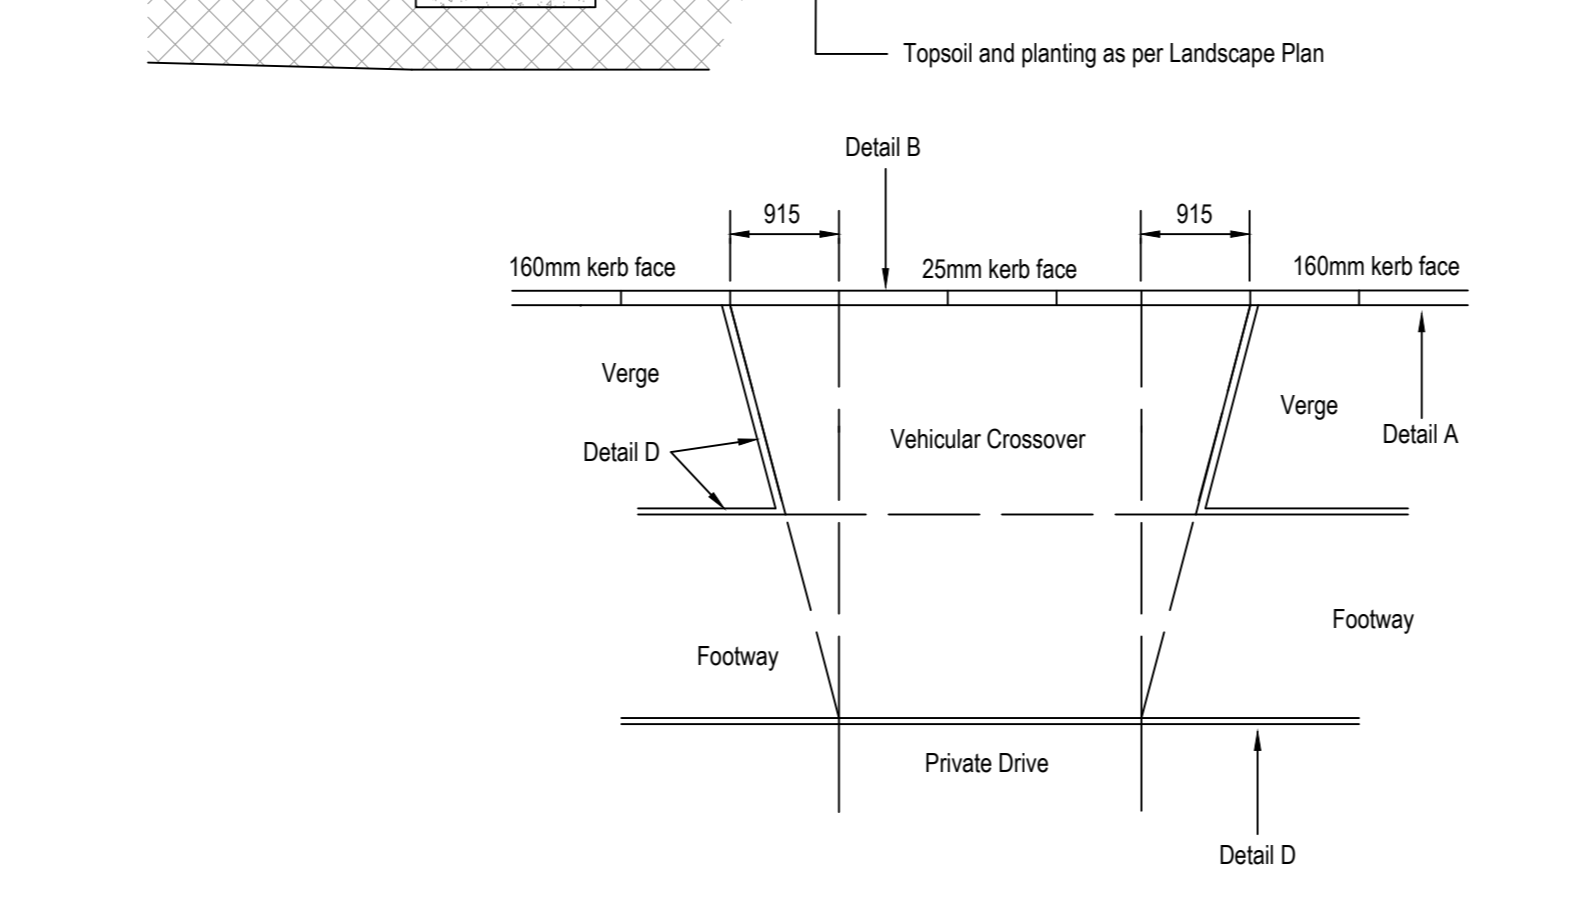 Topsoil and planting as per Landscape Plan
Detail B
915
915
160mm kerb face
25mm kerb face
160mm kerb face
Verge
Verge
Detail A
Vehicular Crossover
Detail D
Footway
Footway
Private Drive
Detail D